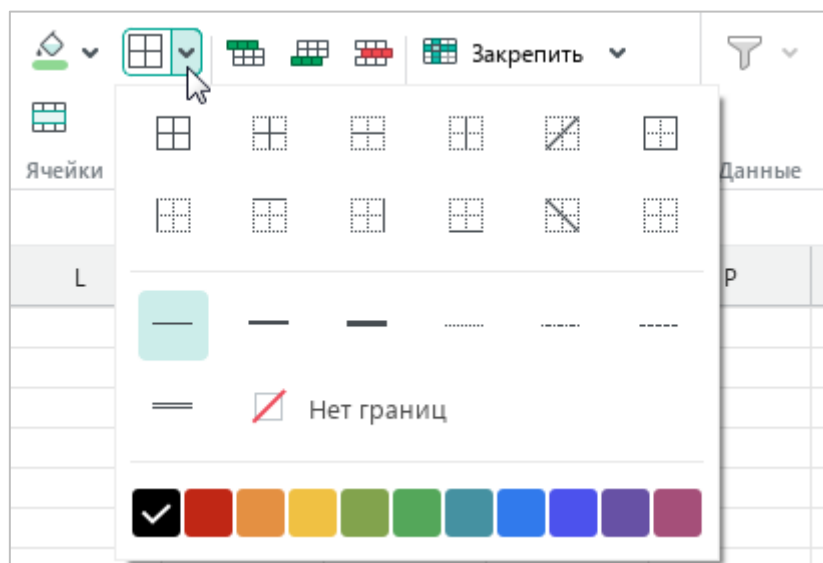 Закрепить
Ячейки
Данные
L
P
Нет границ